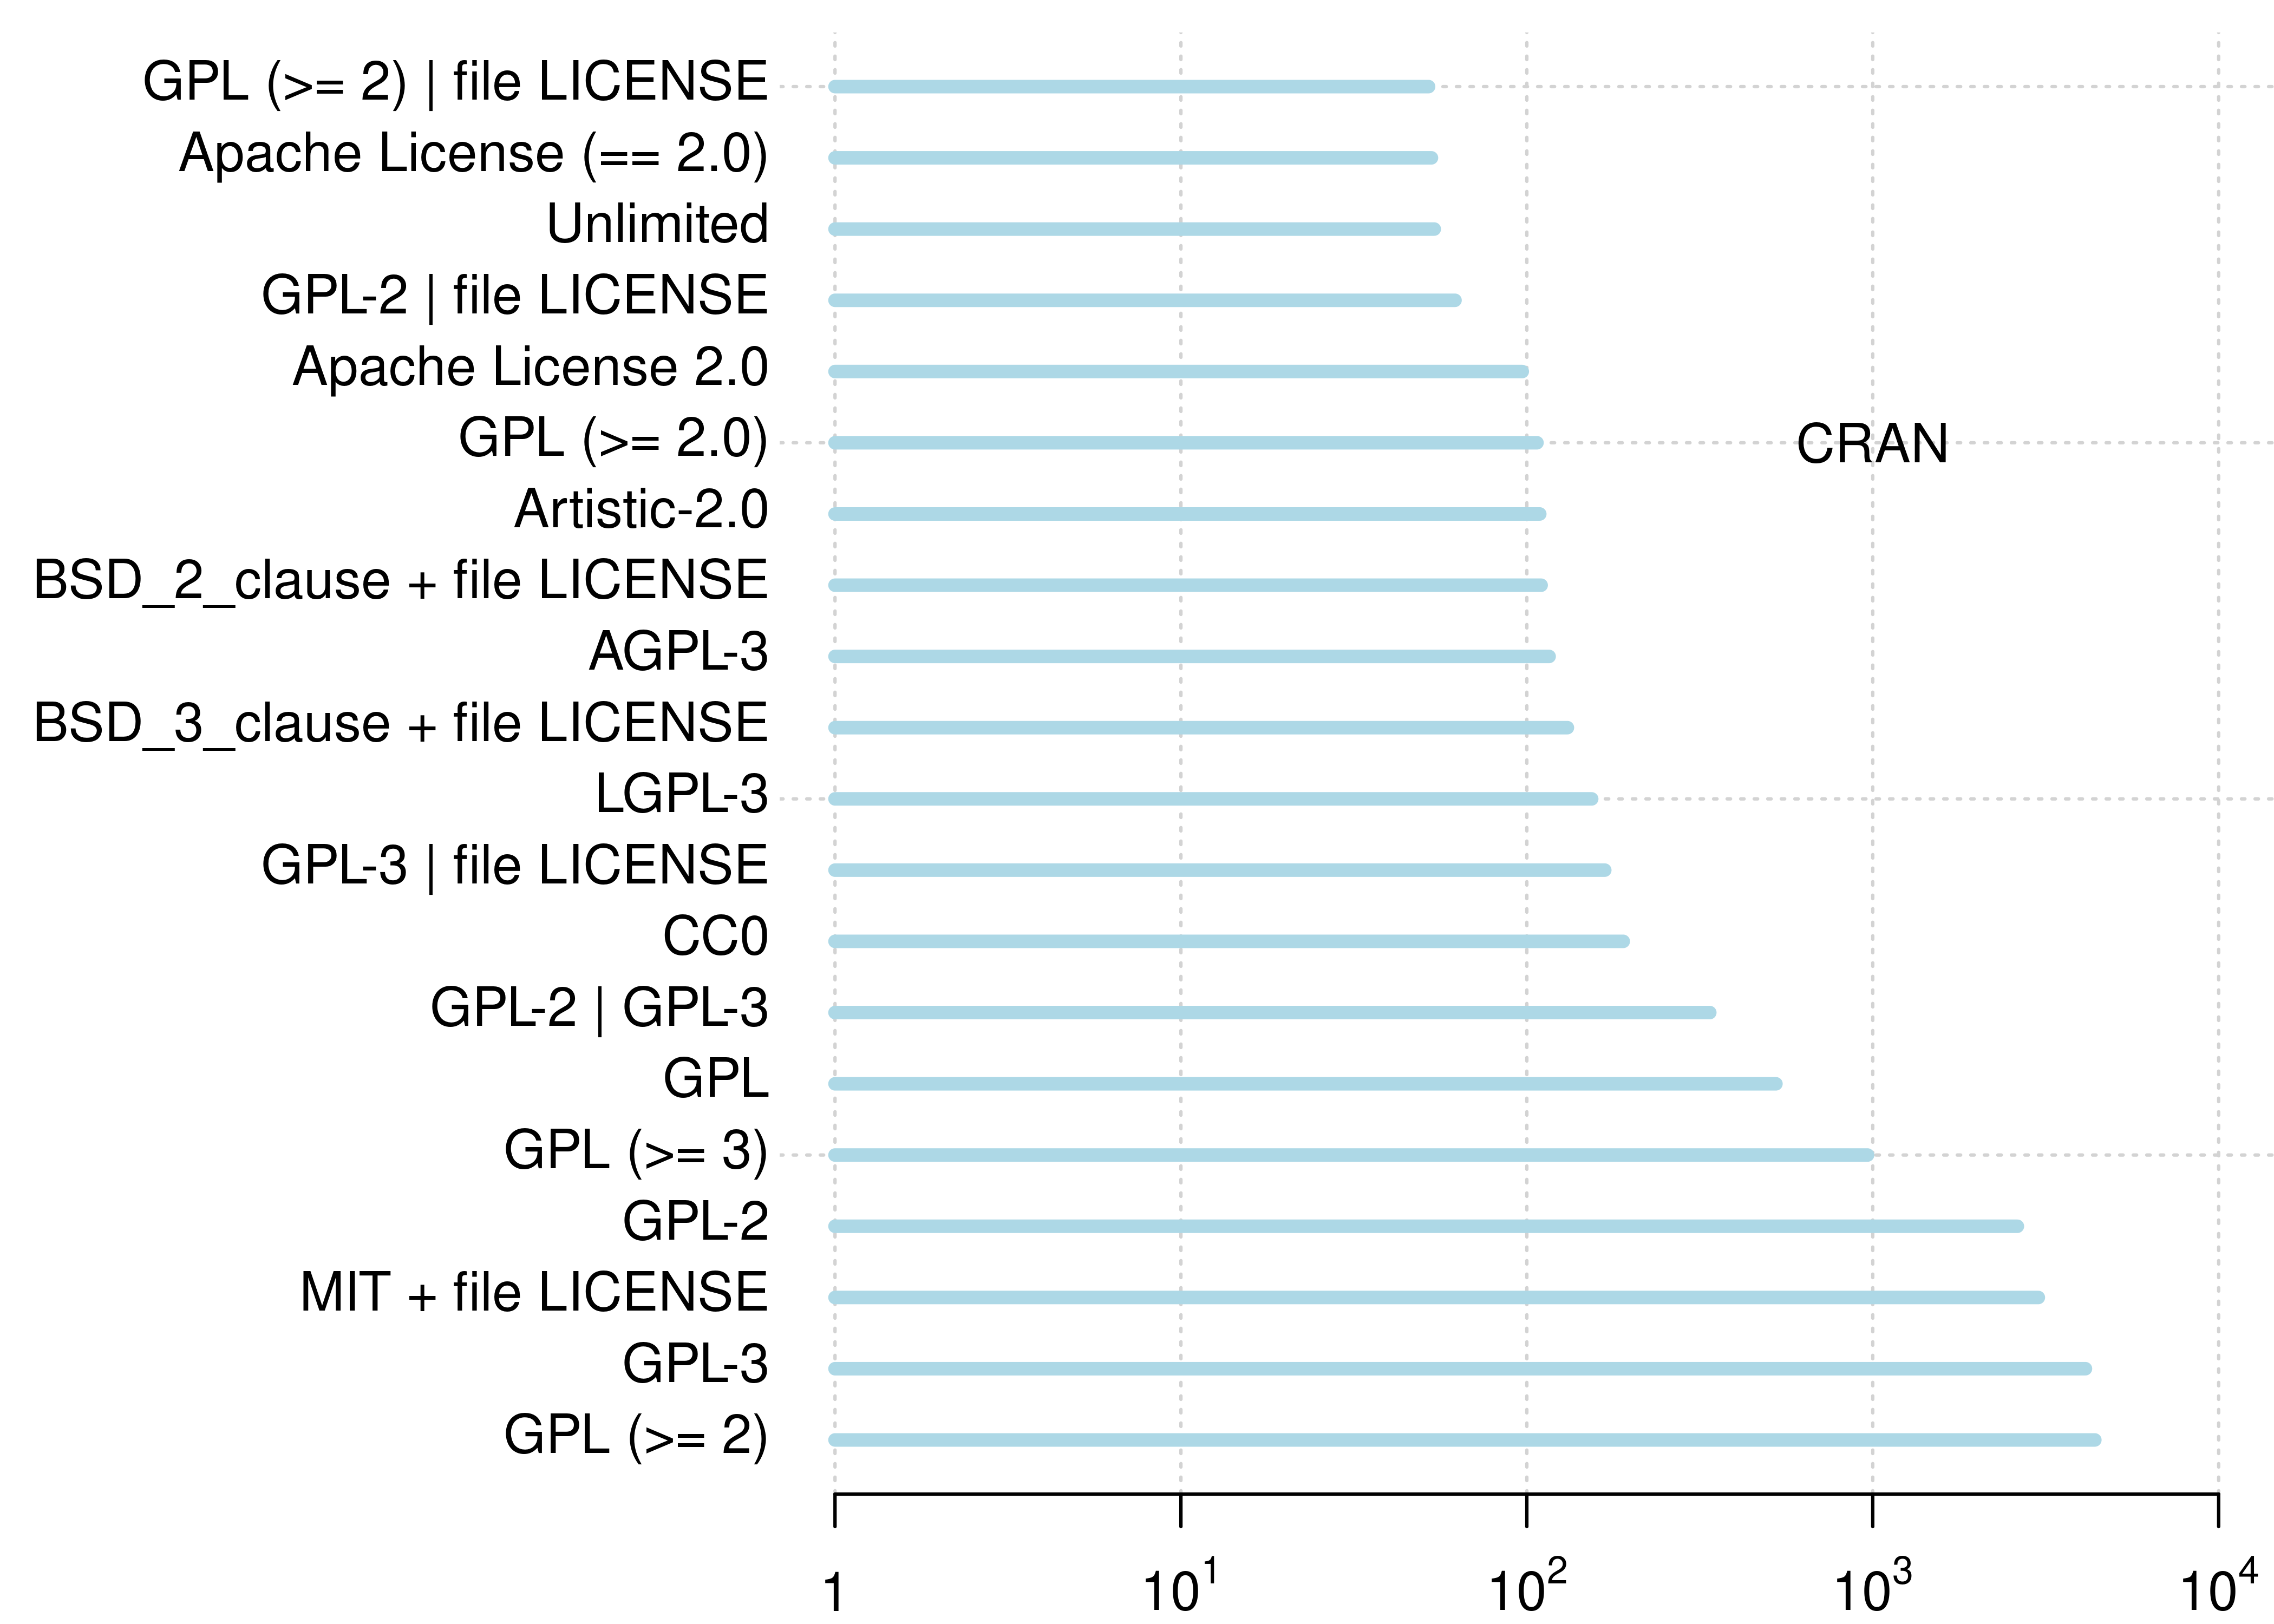 GPL (>= 2) | file LICENSE
Apache License (== 2.0)
Unlimited
GPL-2 | file LICENSE
Apache License 2.0
GPL (>= 2.0)
CRAN
Artistic-2.0
BSD_2_clause + file LICENSE
AGPL-3
BSD_3_clause + file LICENSE
LGPL-3
GPL-3 | file LICENSE
CC0
GPL-2 | GPL-3
GPL
GPL (>= 3)
GPL-2
MIT + file LICENSE
GPL-3
GPL (>= 2)
1 10¹ 10² 10³ 10⁴